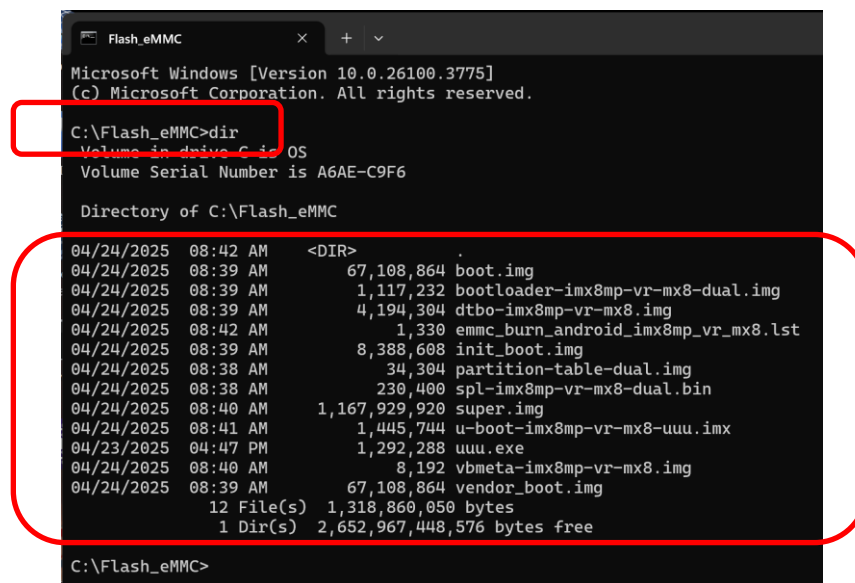 Flash_eMMC
Microsoft Windows [Version 10.0.26100.3775]
(c) Microsoft Corporation. All rights reserved.
C:\Flash_eMMC>dir
Volume in drive C is OS
Volume Serial Number is A6AE-C9F6
Directory of C:\Flash_eMMC
04/24/2025 08:42 AM <DIR> .
04/24/2025 08:39 AM 67,108,864 boot.img
04/24/2025 08:39 AM 1,117,232 bootloader-imx8mp-vr-mx8-dual.img
04/24/2025 08:39 AM 4,194,304 dtbo-imx8mp-vr-mx8.img
04/24/2025 08:42 AM 1,330 emmc_burn_android_imx8mp_vr_mx8.lst
04/24/2025 08:39 AM 8,388,608 init_boot.img
04/24/2025 08:38 AM 34,304 partition-table-dual.img
04/24/2025 08:38 AM 230,400 spl-imx8mp-vr-mx8-dual.bin
04/24/2025 08:40 AM 1,167,929,920 super.img
04/24/2025 08:41 AM 1,445,744 u-boot-imx8mp-vr-mx8-uuu.imx
04/23/2025 04:47 PM 1,292,288 uuu.exe
04/24/2025 08:40 AM 8,192 vbmeta-imx8mp-vr-mx8.img
04/24/2025 08:39 AM 67,108,864 vendor_boot.img
12 File(s) 1,318,860,050 bytes
1 Dir(s) 2,652,967,448,576 bytes free
C:\Flash_eMMC>